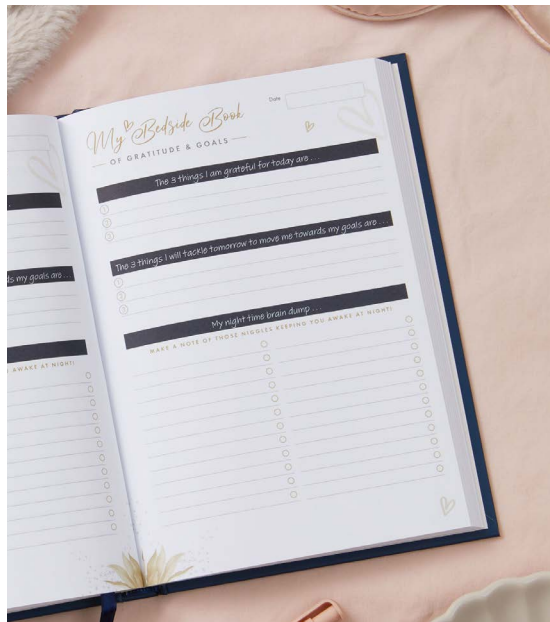 My Bedside Book
OF GRATITUDE & GOALS
Date
The 3 things I am grateful for today are . . .
1
2
3
The 3 things I will tackle tomorrow to move me towards my goals are . . .
1
2
3
My night time brain dump . . .
MAKE A NOTE OF THOSE NIGGLES KEEPING YOU AWAKE AT NIGHT!
my goals are . . .
AWAKE AT NIGHT!